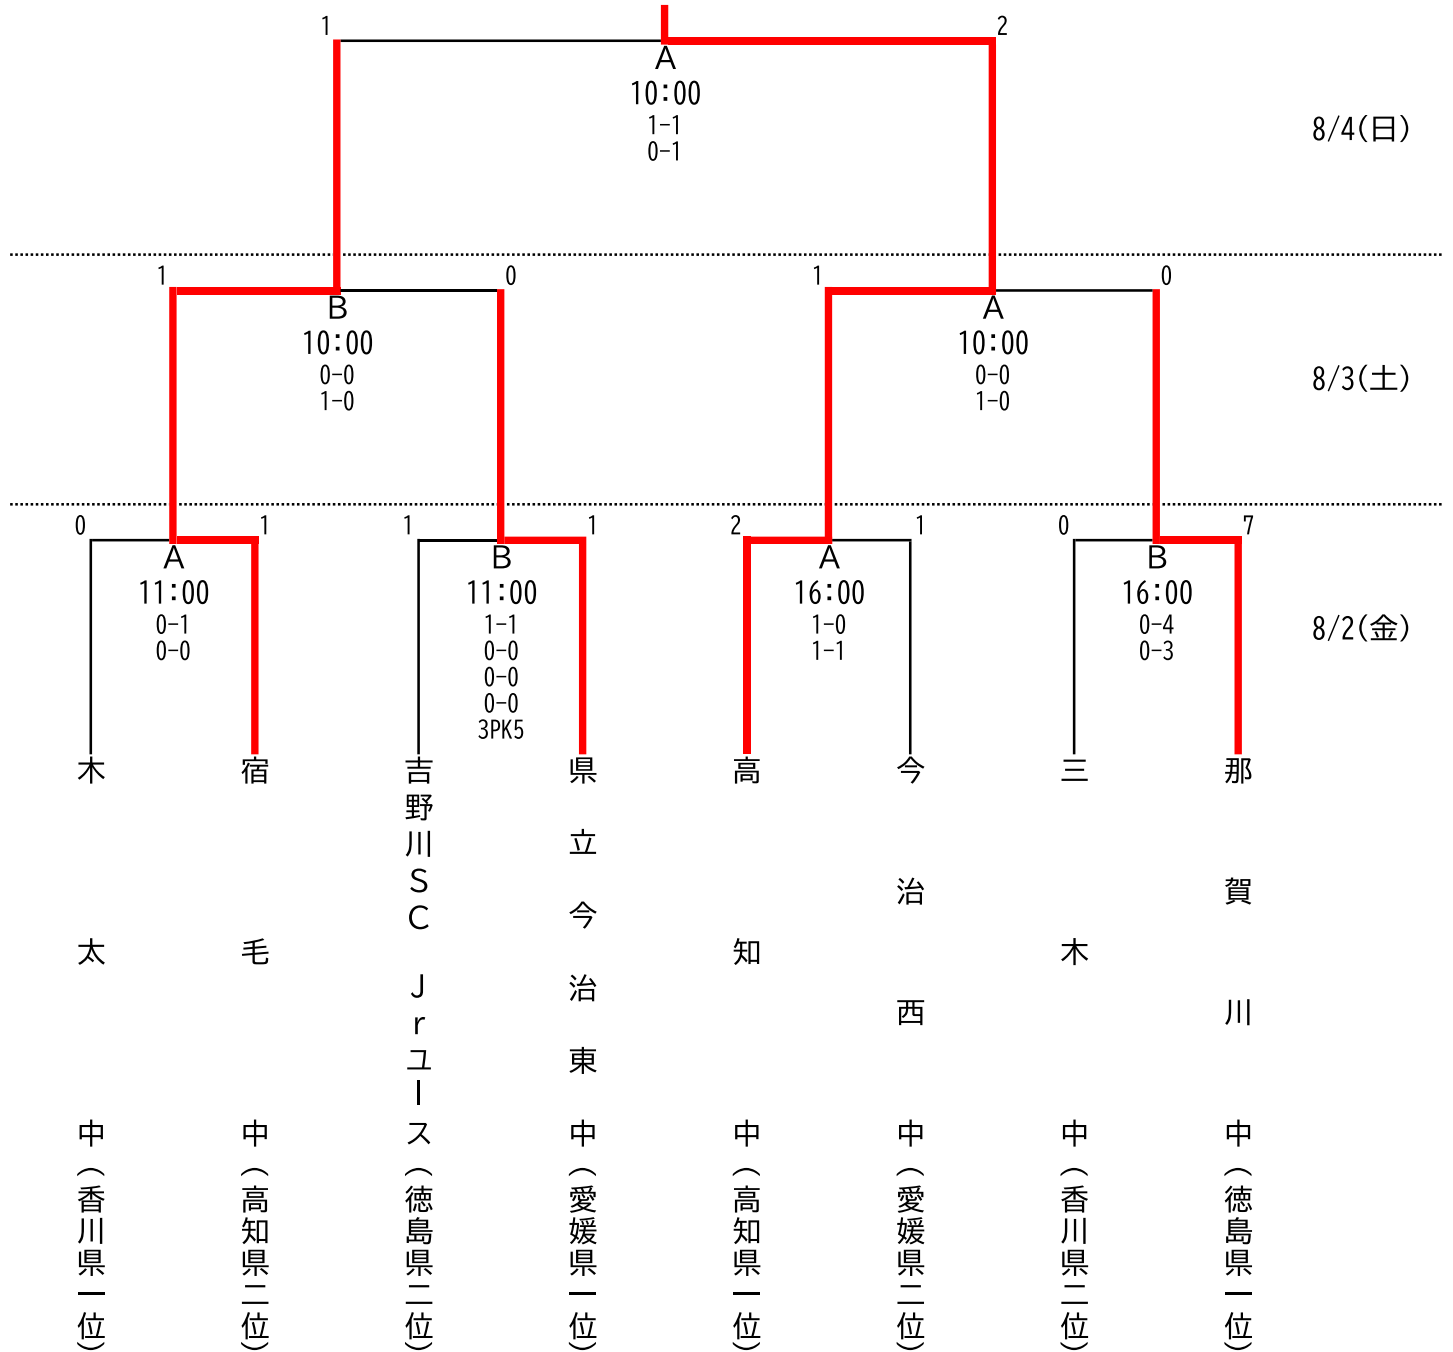 1
2
A
10:00
1-1
0-1
8/4(日)
1
0
1
0
B
10:00
0-0
1-0
A
10:00
0-0
1-0
8/3(土)
0
1
1
1
2
1
0
7
A
11:00
0-1
0-0
B
11:00
1-1
0-0
0-0
0-0
3PK5
A
16:00
1-0
1-1
B
16:00
0-4
0-3
8/2(金)
木太中(香川県一位)
宿毛中(高知県二位)
吉野川SC Jrユース(徳島県二位)
県立今治東中(愛媛県一位)
高知中(高知県一位)
今治西中(愛媛県二位)
三木中(香川県二位)
那賀川中(徳島県一位)